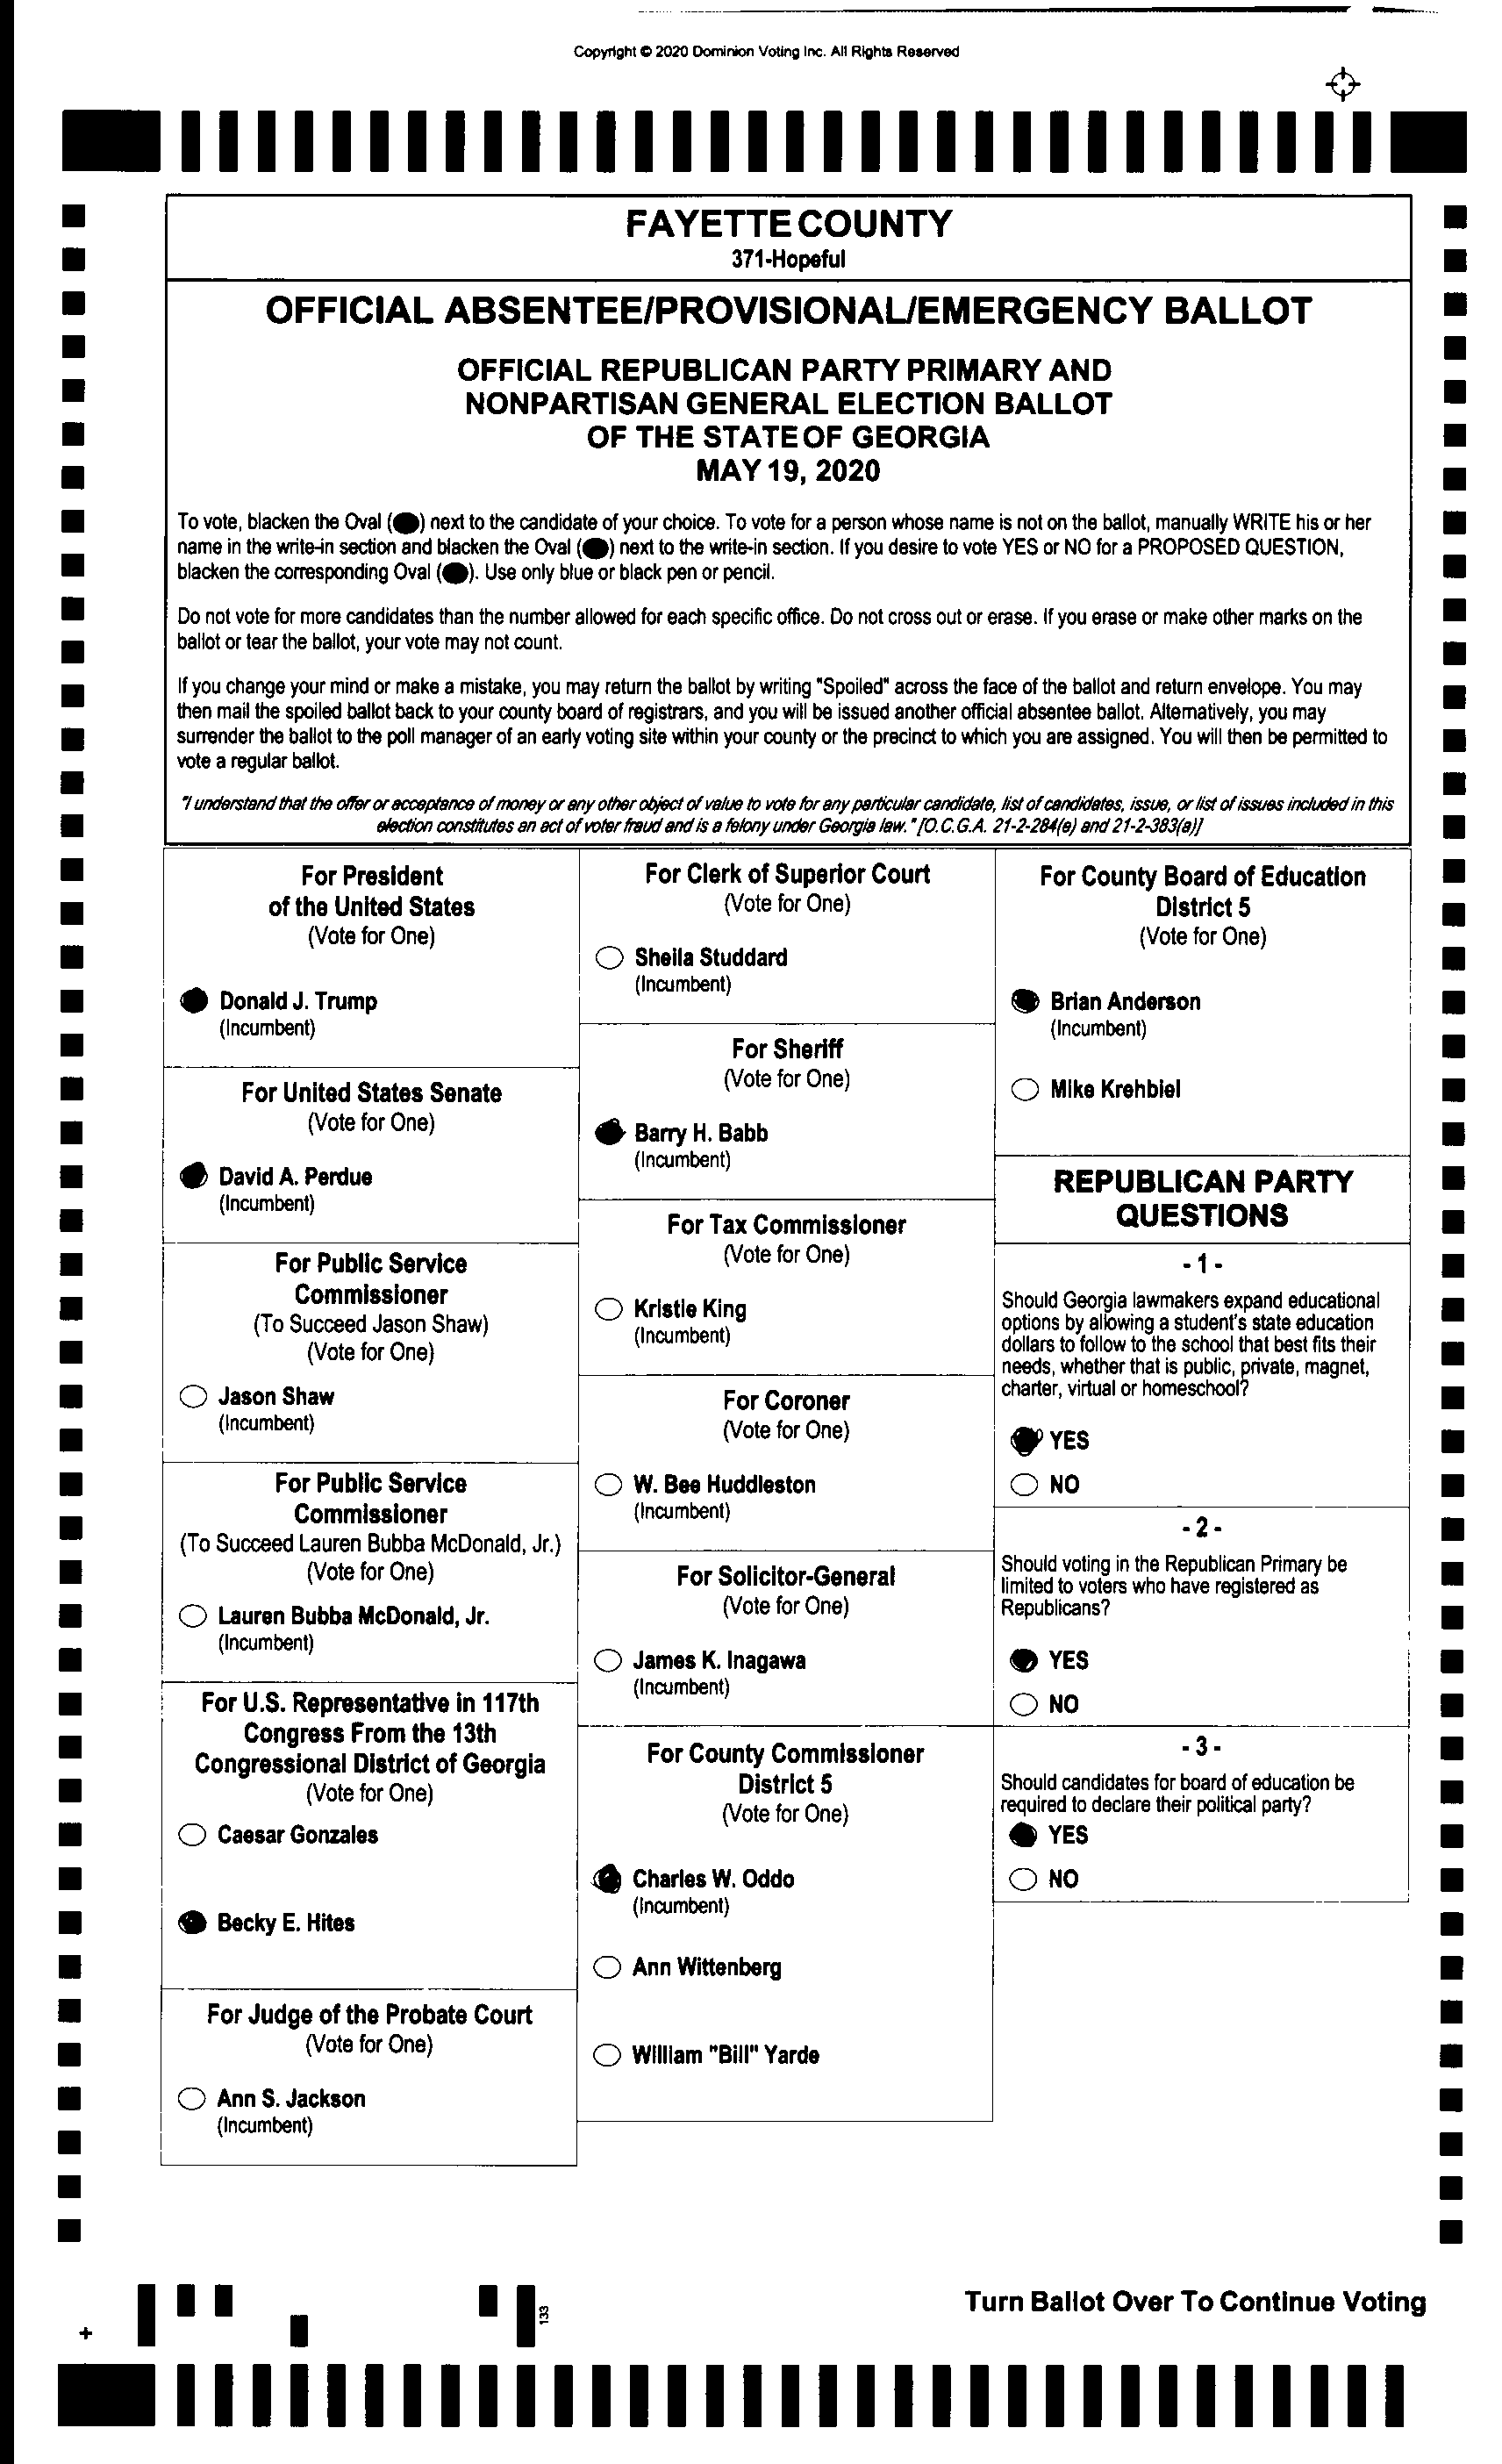 Copyright © 2020 Dominion Voting Inc. All Rights Reserved
FAYETTE COUNTY
371-Hopeful
OFFICIAL ABSENTEE/PROVISIONAL/EMERGENCY BALLOT
OFFICIAL REPUBLICAN PARTY PRIMARY AND
NONPARTISAN GENERAL ELECTION BALLOT
OF THE STATE OF GEORGIA
MAY 19, 2020
To vote, blacken the Oval (●) next to the candidate of your choice. To vote for a person whose name is not on the ballot, manually WRITE his or her
name in the write-in section and blacken the Oval (●) next to the write-in section. If you desire to vote YES or NO for a PROPOSED QUESTION,
blacken the corresponding Oval (●). Use only blue or black pen or pencil.
Do not vote for more candidates than the number allowed for each specific office. Do not cross out or erase. If you erase or make other marks on the
ballot or tear the ballot, your vote may not count.
If you change your mind or make a mistake, you may return the ballot by writing "Spoiled" across the face of the ballot and return envelope. You may
then mail the spoiled ballot back to your county board of registrars, and you will be issued another official absentee ballot. Alternatively, you may
surrender the ballot to the poll manager of an early voting site within your county or the precinct to which you are assigned. You will then be permitted to
vote a regular ballot.
"I understand that the offer or acceptance of money or any other object of value to vote for any particular candidate, list of candidates, issue, or list of issues included in this
election constitutes an act of voter fraud and is a felony under Georgia law." [O.C.G.A. 21-2-284(e) and 21-2-383(a)]
For President
of the United States
(Vote for One)
Donald J. Trump
(Incumbent)
For United States Senate
(Vote for One)
David A. Perdue
(Incumbent)
For Public Service
Commissioner
(To Succeed Jason Shaw)
(Vote for One)
Jason Shaw
(Incumbent)
For Public Service
Commissioner
(To Succeed Lauren Bubba McDonald, Jr.)
(Vote for One)
Lauren Bubba McDonald, Jr.
(Incumbent)
For U.S. Representative in 117th
Congress From the 13th
Congressional District of Georgia
(Vote for One)
Caesar Gonzales
Becky E. Hites
For Judge of the Probate Court
(Vote for One)
Ann S. Jackson
(Incumbent)
For Clerk of Superior Court
(Vote for One)
Sheila Studdard
(Incumbent)
For Sheriff
(Vote for One)
Barry H. Babb
(Incumbent)
For Tax Commissioner
(Vote for One)
Kristie King
(Incumbent)
For Coroner
(Vote for One)
W. Bee Huddleston
(Incumbent)
For Solicitor-General
(Vote for One)
James K. Inagawa
(Incumbent)
For County Commissioner
District 5
(Vote for One)
Charles W. Oddo
(Incumbent)
Ann Wittenberg
William "Bill" Yarde
For County Board of Education
District 5
(Vote for One)
Brian Anderson
(Incumbent)
Mike Krehbiel
REPUBLICAN PARTY
QUESTIONS
- 1 -
Should Georgia lawmakers expand educational
options by allowing a student's state education
dollars to follow to the school that best fits their
needs, whether that is public, private, magnet,
charter, virtual or homeschool?
YES
NO
- 2 -
Should voting in the Republican Primary be
limited to voters who have registered as
Republicans?
YES
NO
- 3 -
Should candidates for board of education be
required to declare their political party?
YES
NO
Turn Ballot Over To Continue Voting
133
+